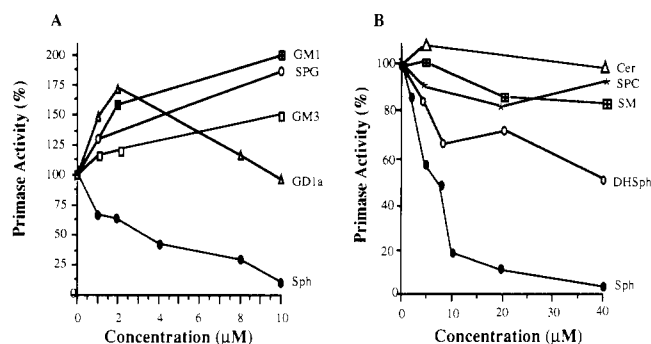 A
Primase Activity (%)
200
175
150
125
100
75
50
25
0
0 2 4 6 8 10
Concentration (μM)
GM1
SPG
GM3
GD1a
Sph
B
Primase Activity (%)
100
80
60
40
20
0
0 20 40
Concentration (μM)
Cer
SPC
SM
DHSph
Sph